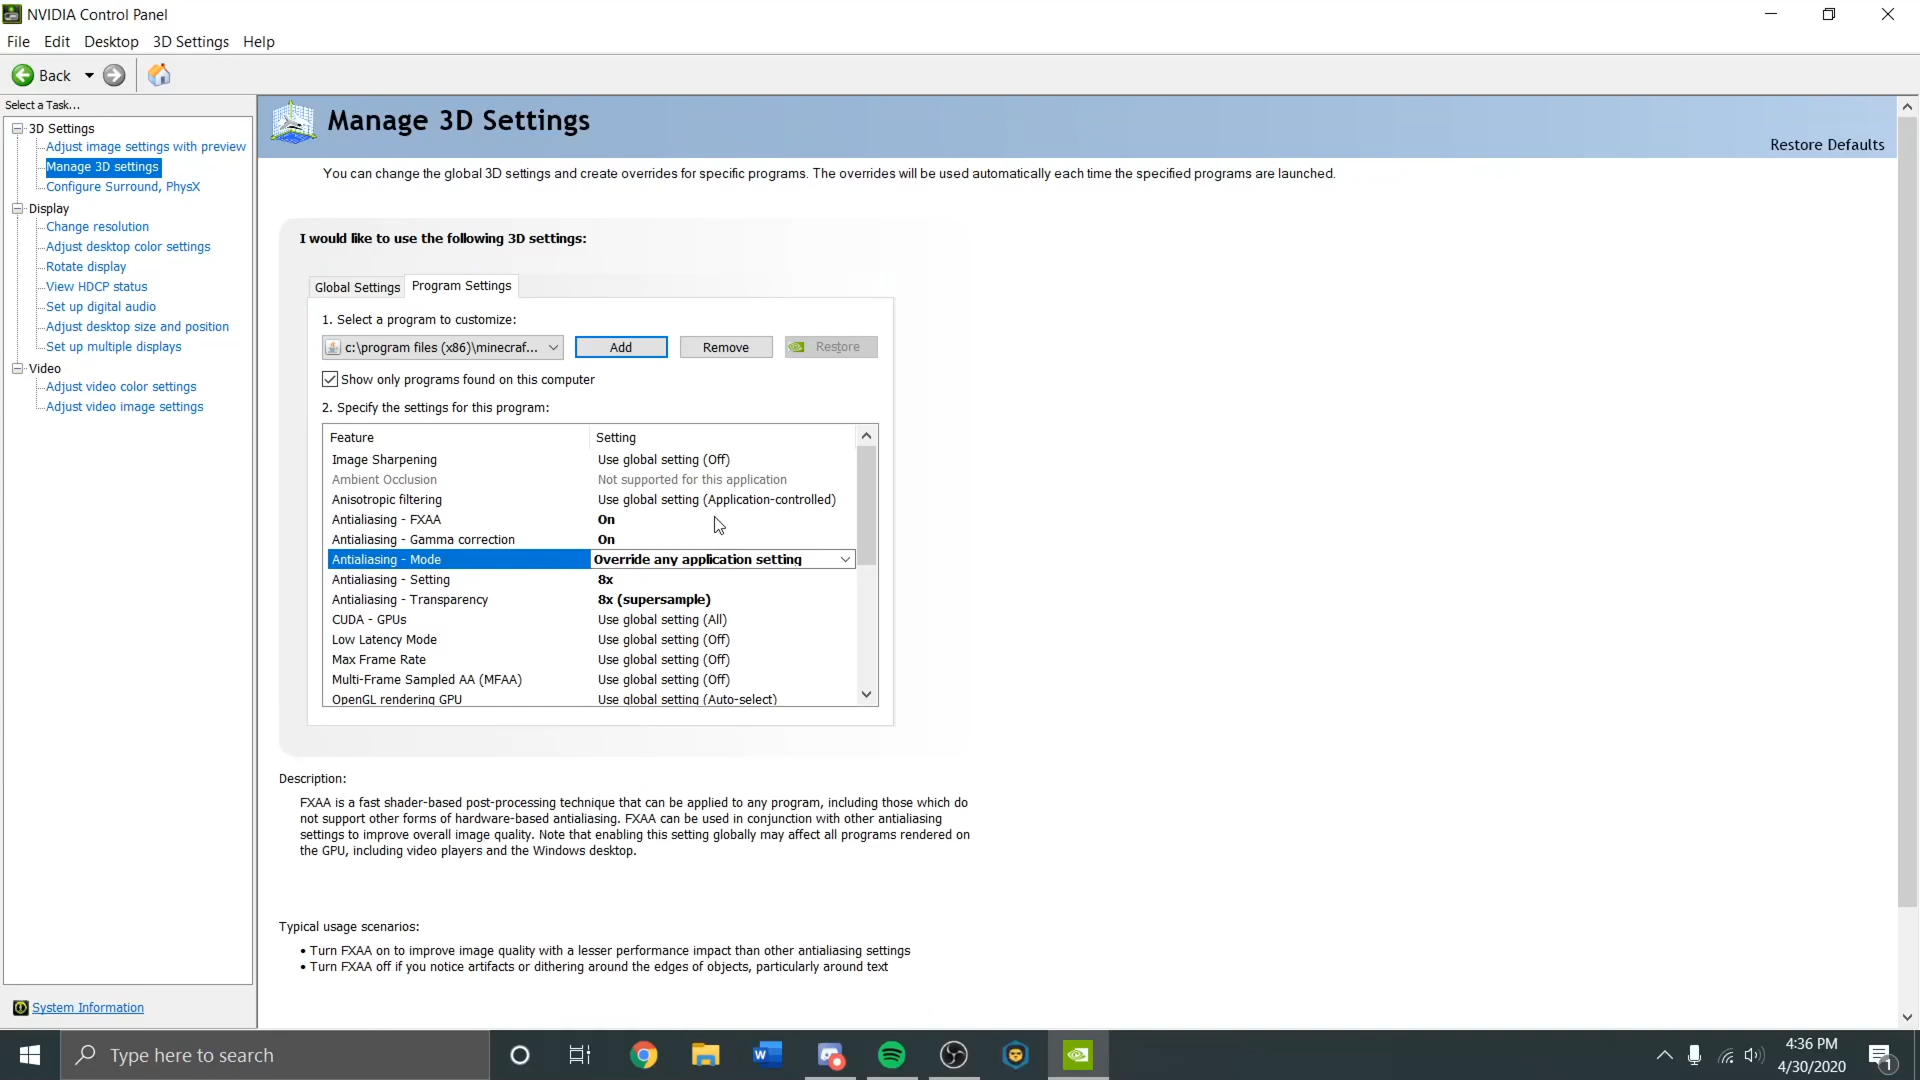 NVIDIA Control Panel
File Edit Desktop 3D Settings Help
Back
Select a Task...
3D Settings
Adjust image settings with preview
Manage 3D settings
Configure Surround, PhysX
Display
Change resolution
Adjust desktop color settings
Rotate display
View HDCP status
Set up digital audio
Adjust desktop size and position
Set up multiple displays
Video
Adjust video color settings
Adjust video image settings
System Information
Manage 3D Settings
Restore Defaults
You can change the global 3D settings and create overrides for specific programs. The overrides will be used automatically each time the specified programs are launched.
I would like to use the following 3D settings:
Global Settings Program Settings
1. Select a program to customize:
c:\program files (x86)\minecraf... Add Remove Restore
Show only programs found on this computer
2. Specify the settings for this program:
Feature Setting
Image Sharpening Use global setting (Off)
Ambient Occlusion Not supported for this application
Anisotropic filtering Use global setting (Application-controlled)
Antialiasing - FXAA On
Antialiasing - Gamma correction On
Antialiasing - Mode Override any application setting
Antialiasing - Setting 8x
Antialiasing - Transparency 8x (supersample)
CUDA - GPUs Use global setting (All)
Low Latency Mode Use global setting (Off)
Max Frame Rate Use global setting (Off)
Multi-Frame Sampled AA (MFAA) Use global setting (Off)
OpenGL rendering GPU Use global setting (Auto-select)
Description:
FXAA is a fast shader-based post-processing technique that can be applied to any program, including those which do
not support other forms of hardware-based antialiasing. FXAA can be used in conjunction with other antialiasing
settings to improve overall image quality. Note that enabling this setting globally may affect all programs rendered on
the GPU, including video players and the Windows desktop.
Typical usage scenarios:
• Turn FXAA on to improve image quality with a lesser performance impact than other antialiasing settings
• Turn FXAA off if you notice artifacts or dithering around the edges of objects, particularly around text
Type here to search
W
4:36 PM
4/30/2020
1